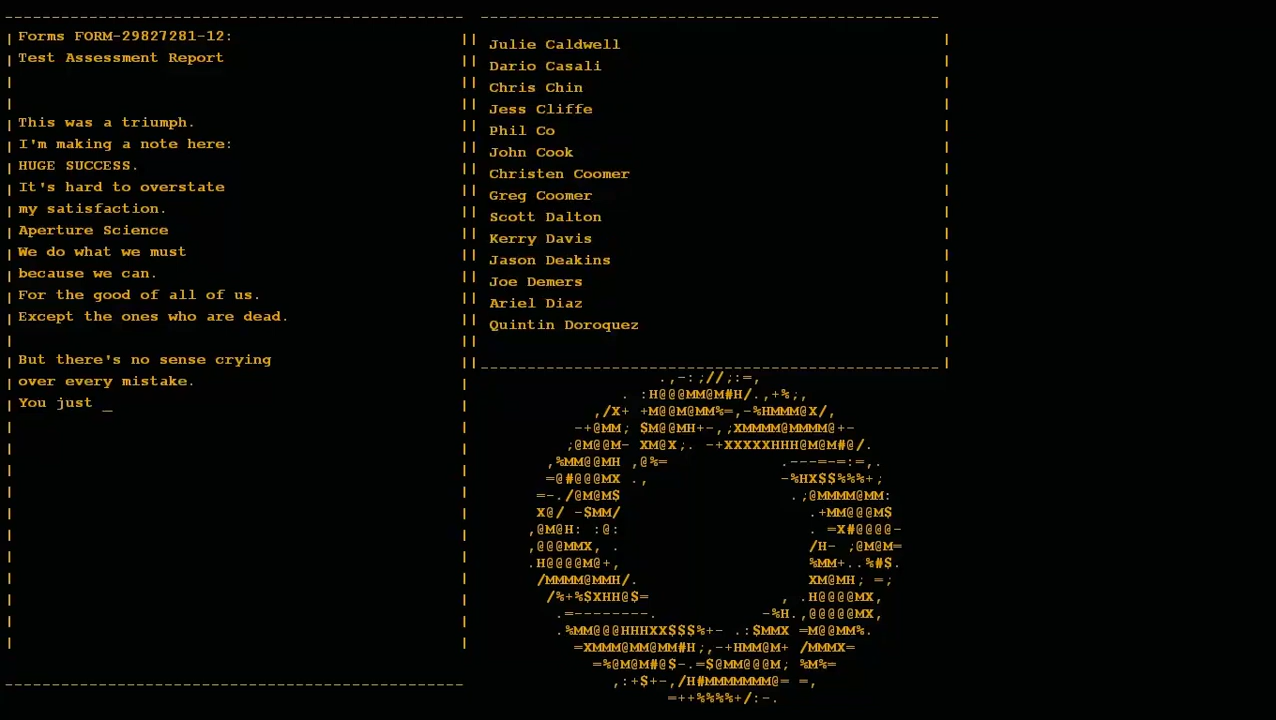 Forms FORM-29827281-12:
Test Assessment Report
This was a triumph.
I'm making a note here:
HUGE SUCCESS.
It's hard to overstate
my satisfaction.
Aperture Science
We do what we must
because we can.
For the good of all of us.
Except the ones who are dead.
But there's no sense crying
over every mistake.
You just _
Julie Caldwell
Dario Casali
Chris Chin
Jess Cliffe
Phil Co
John Cook
Christen Coomer
Greg Coomer
Scott Dalton
Kerry Davis
Jason Deakins
Joe Demers
Ariel Diaz
Quintin Doroquez